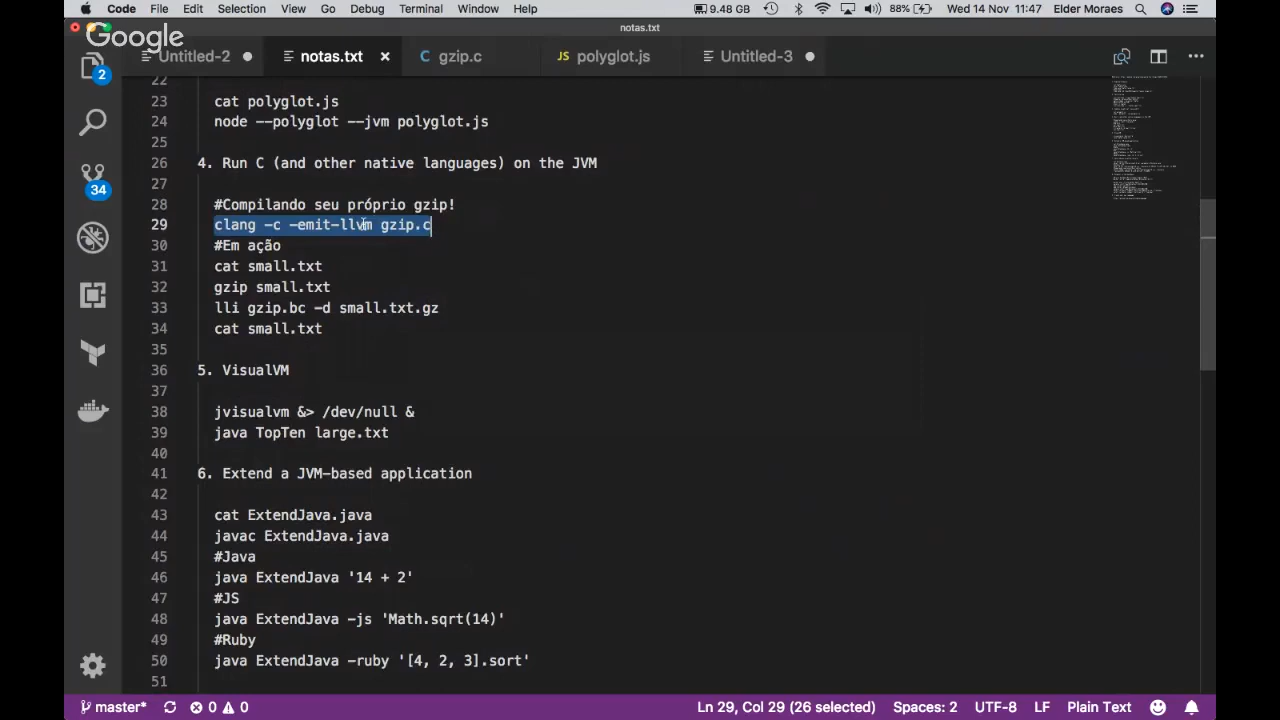 Code File Edit Selection View Go Debug Terminal Window Help 9.48 GB 88% Wed 14 Nov 11:47 Elder Moraes
notas.txt
Google
Untitled-2 notas.txt gzip.c JS polyglot.js Untitled-3
2
34
22
23 cat polyglot.js
24 node --polyglot --jvm polyglot.js
25
26 4. Run C (and other native languages) on the JVM
27
28 #Compilando seu próprio gzip!
29 clang -c -emit-llvm gzip.c
30 #Em ação
31 cat small.txt
32 gzip small.txt
33 lli gzip.bc -d small.txt.gz
34 cat small.txt
35
36 5. VisualVM
37
38 jvisualvm &> /dev/null &
39 java TopTen large.txt
40
41 6. Extend a JVM-based application
42
43 cat ExtendJava.java
44 javac ExtendJava.java
45 #Java
46 java ExtendJava '14 + 2'
47 #JS
48 java ExtendJava -js 'Math.sqrt(14)'
49 #Ruby
50 java ExtendJava -ruby '[4, 2, 3].sort'
51
master* 0 0 Ln 29, Col 29 (26 selected) Spaces: 2 UTF-8 LF Plain Text